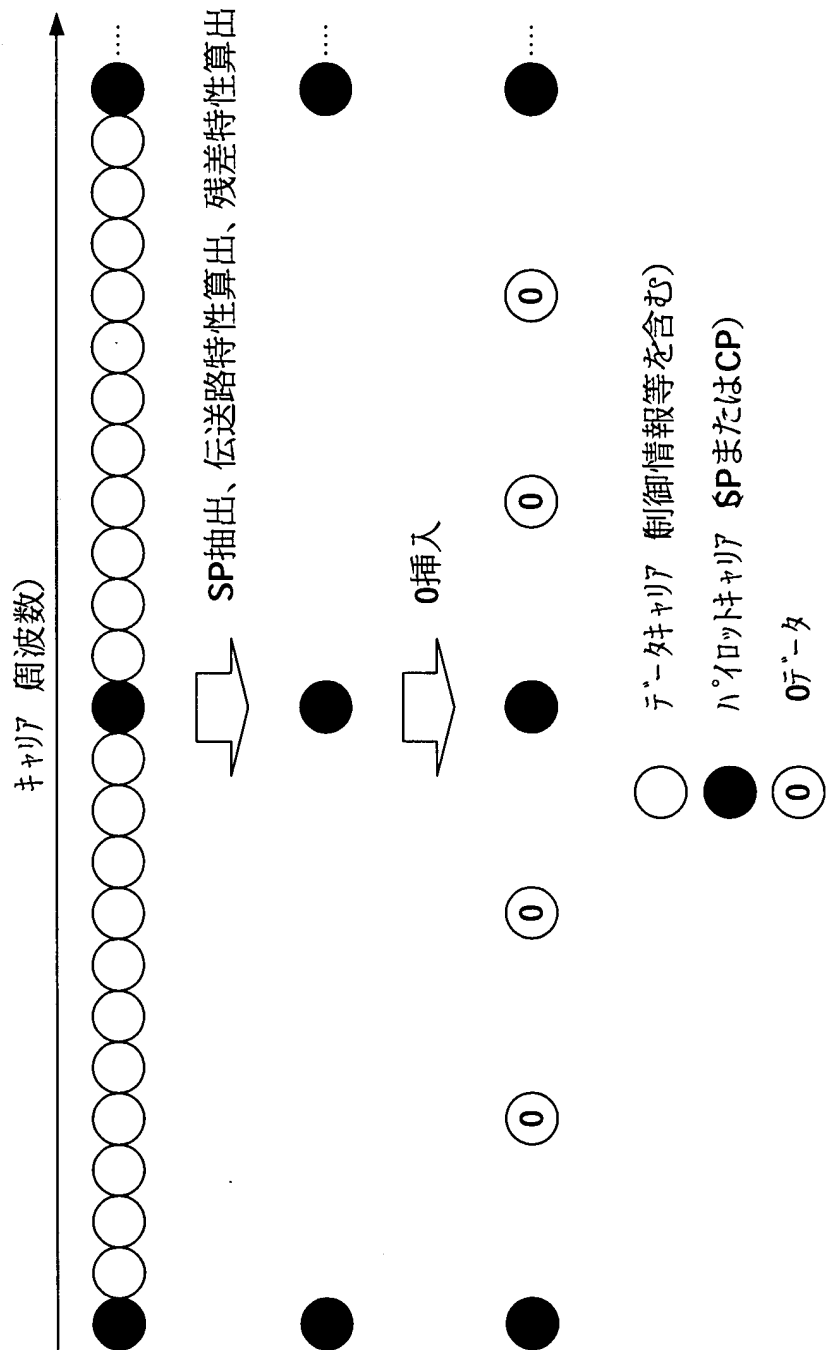 キャリア(周波数)
....
SP抽出、伝送路特性算出、残差特性算出
....
0挿入
....
0
0
0
0
データキャリア(制御情報等を含む)
パイロットキャリア(SPまたはCP)
0
0データ